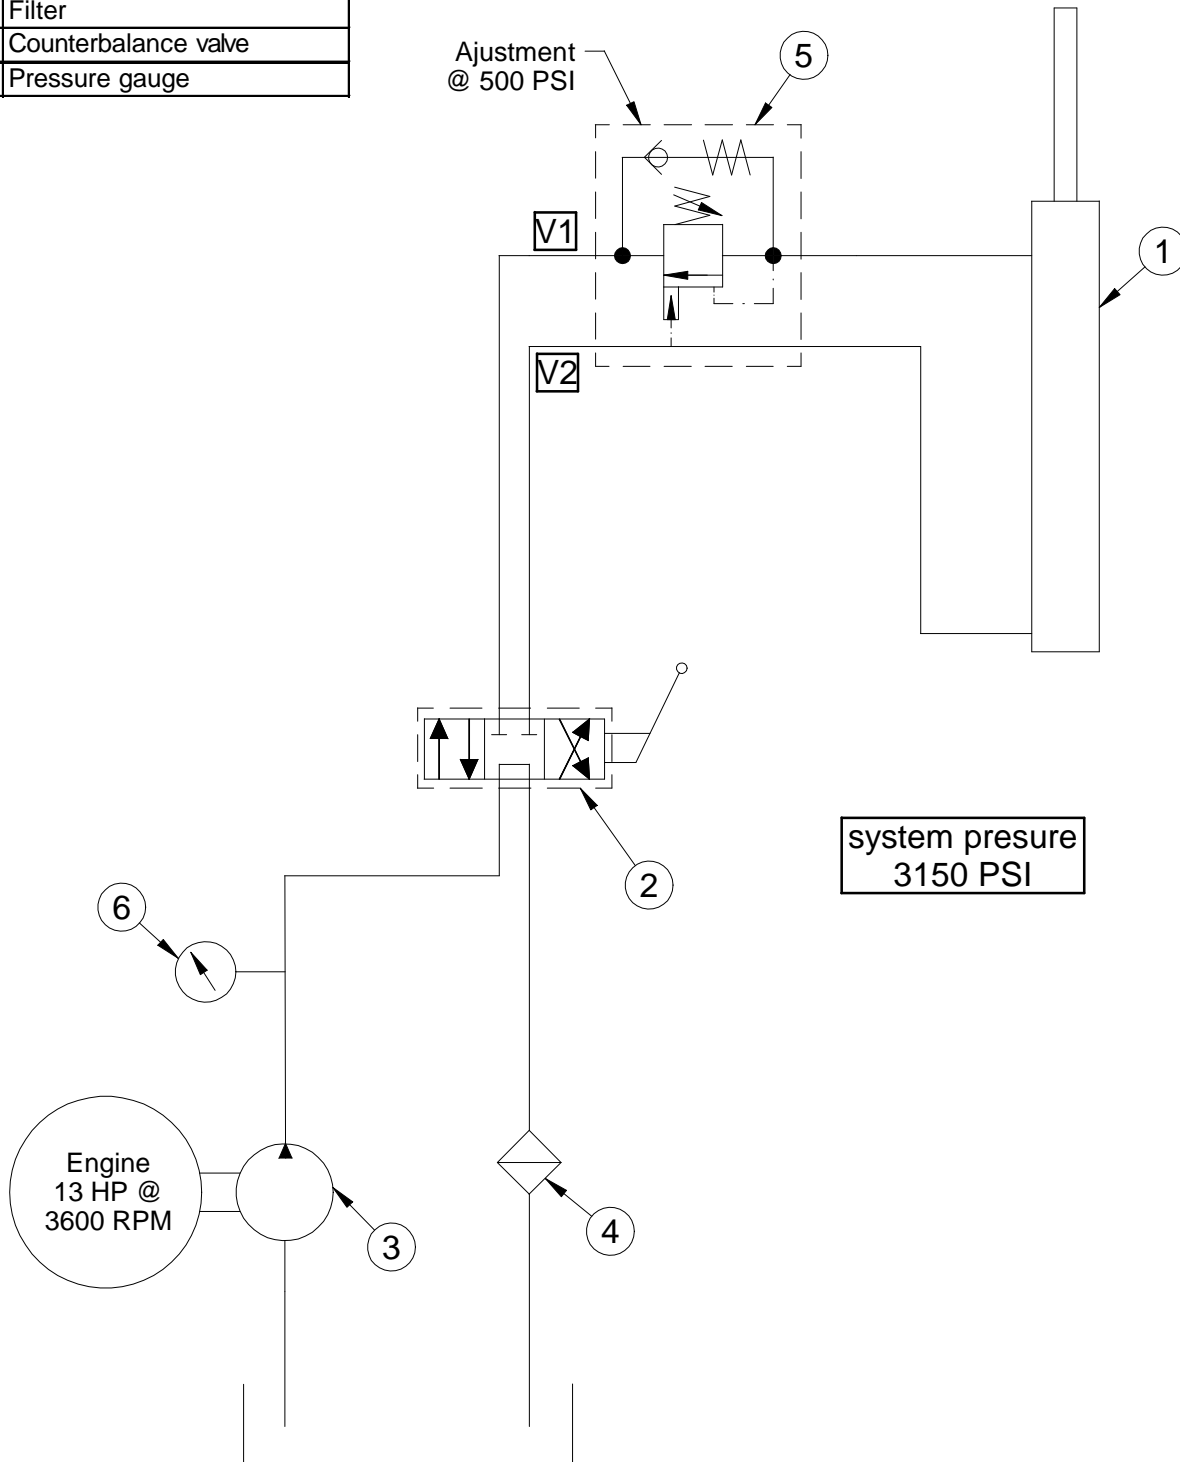 Filter
Counterbalance valve
Pressure gauge
Ajustment
@ 500 PSI
5
V1
1
V2
2
system presure
3150 PSI
6
Engine
13 HP @
3600 RPM
3
4